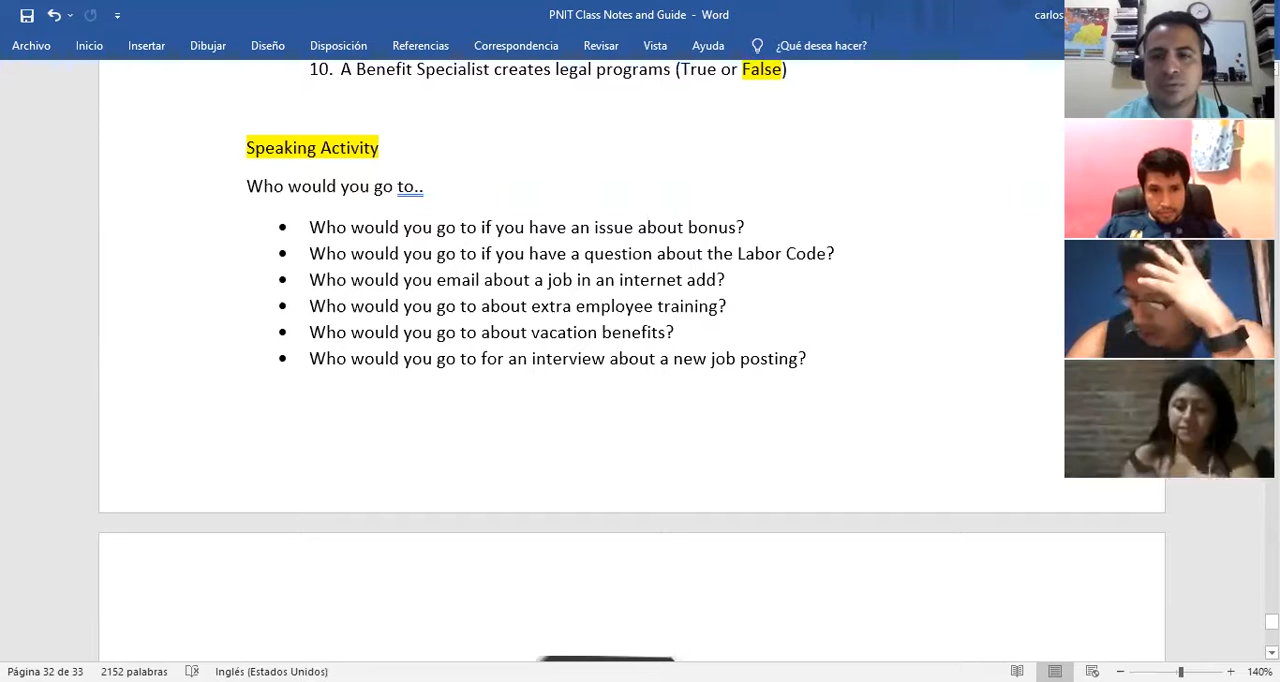 PNIT Class Notes and Guide - Word
carlos
Archivo Inicio Insertar Dibujar Diseño Disposición Referencias Correspondencia Revisar Vista Ayuda ¿Qué desea hacer?
10. A Benefit Specialist creates legal programs (True or False)
Speaking Activity
Who would you go to..
• Who would you go to if you have an issue about bonus?
• Who would you go to if you have a question about the Labor Code?
• Who would you email about a job in an internet add?
• Who would you go to about extra employee training?
• Who would you go to about vacation benefits?
• Who would you go to for an interview about a new job posting?
Página 32 de 33 2152 palabras Inglés (Estados Unidos) 140%